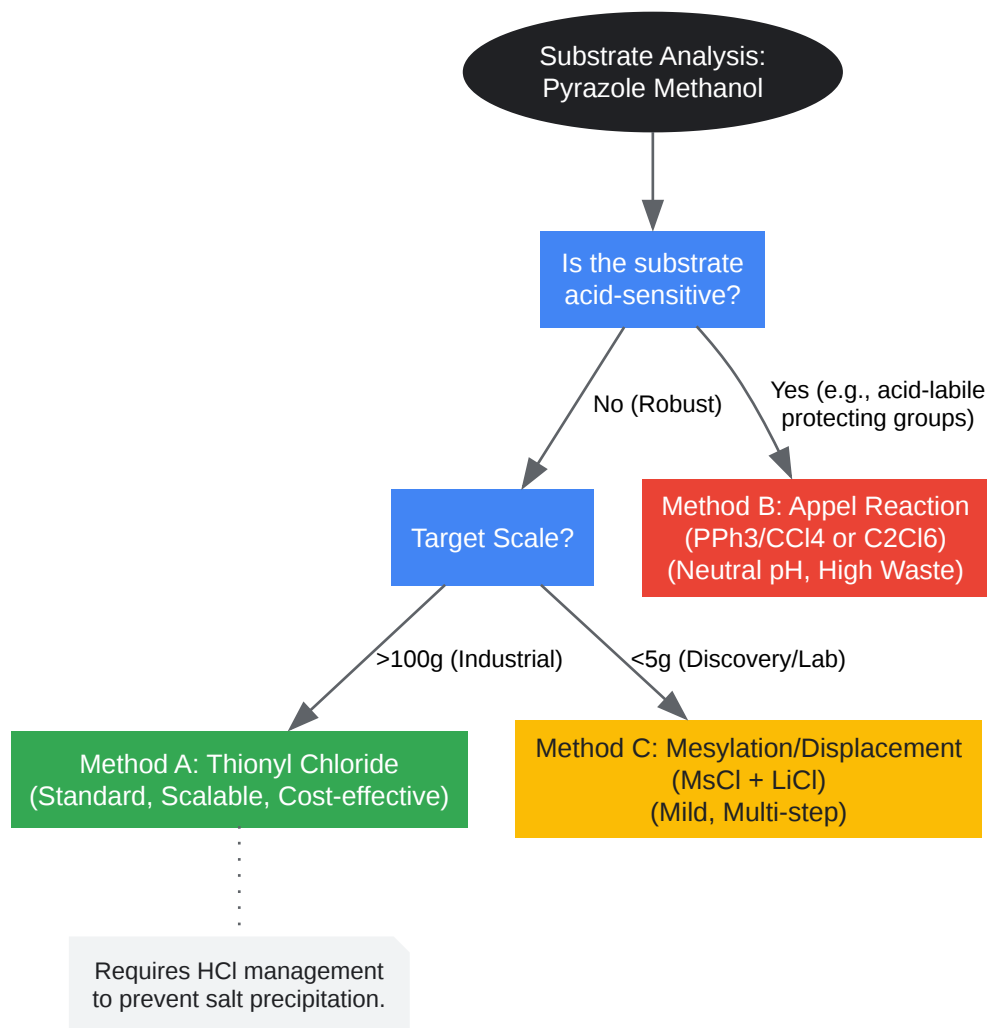 Substrate Analysis:
Pyrazole Methanol
Is the substrate
acid-sensitive?
No (Robust)
Yes (e.g., acid-labile
protecting groups)
Target Scale?
Method B: Appel Reaction
(PPh3/CCl4 or C2Cl6)
(Neutral pH, High Waste)
>100g (Industrial)
<5g (Discovery/Lab)
Method A: Thionyl Chloride
(Standard, Scalable, Cost-effective)
Method C: Mesylation/Displacement
(MsCl + LiCl)
(Mild, Multi-step)
Requires HCl management
to prevent salt precipitation.